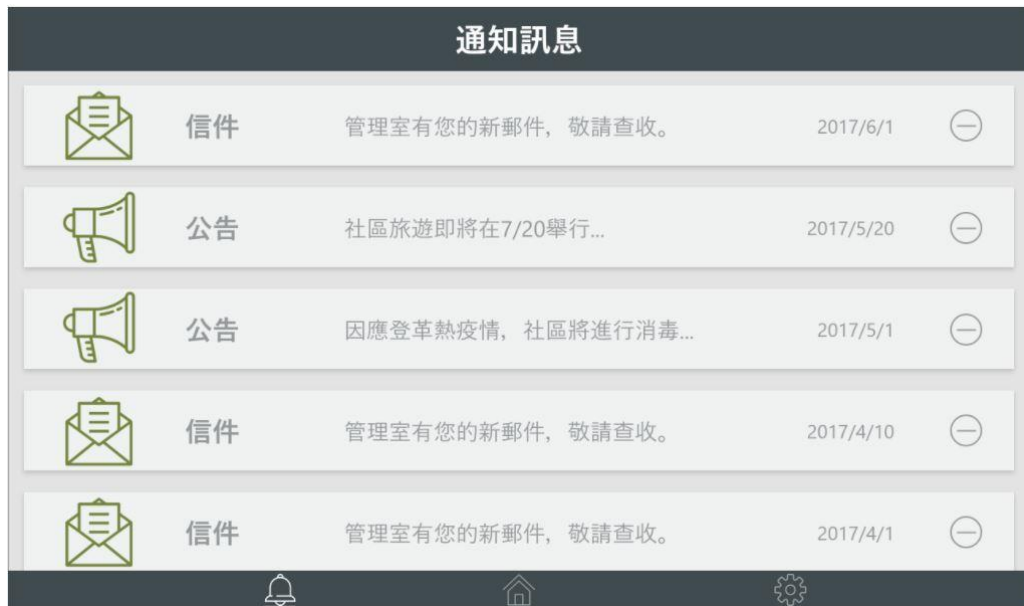 通知訊息
信件 管理室有您的新郵件，敬請查收。 2017/6/1
公告 社區旅遊即將在7/20舉行... 2017/5/20
公告 因應登革熱疫情，社區將進行消毒... 2017/5/1
信件 管理室有您的新郵件，敬請查收。 2017/4/10
信件 管理室有您的新郵件，敬請查收。 2017/4/1